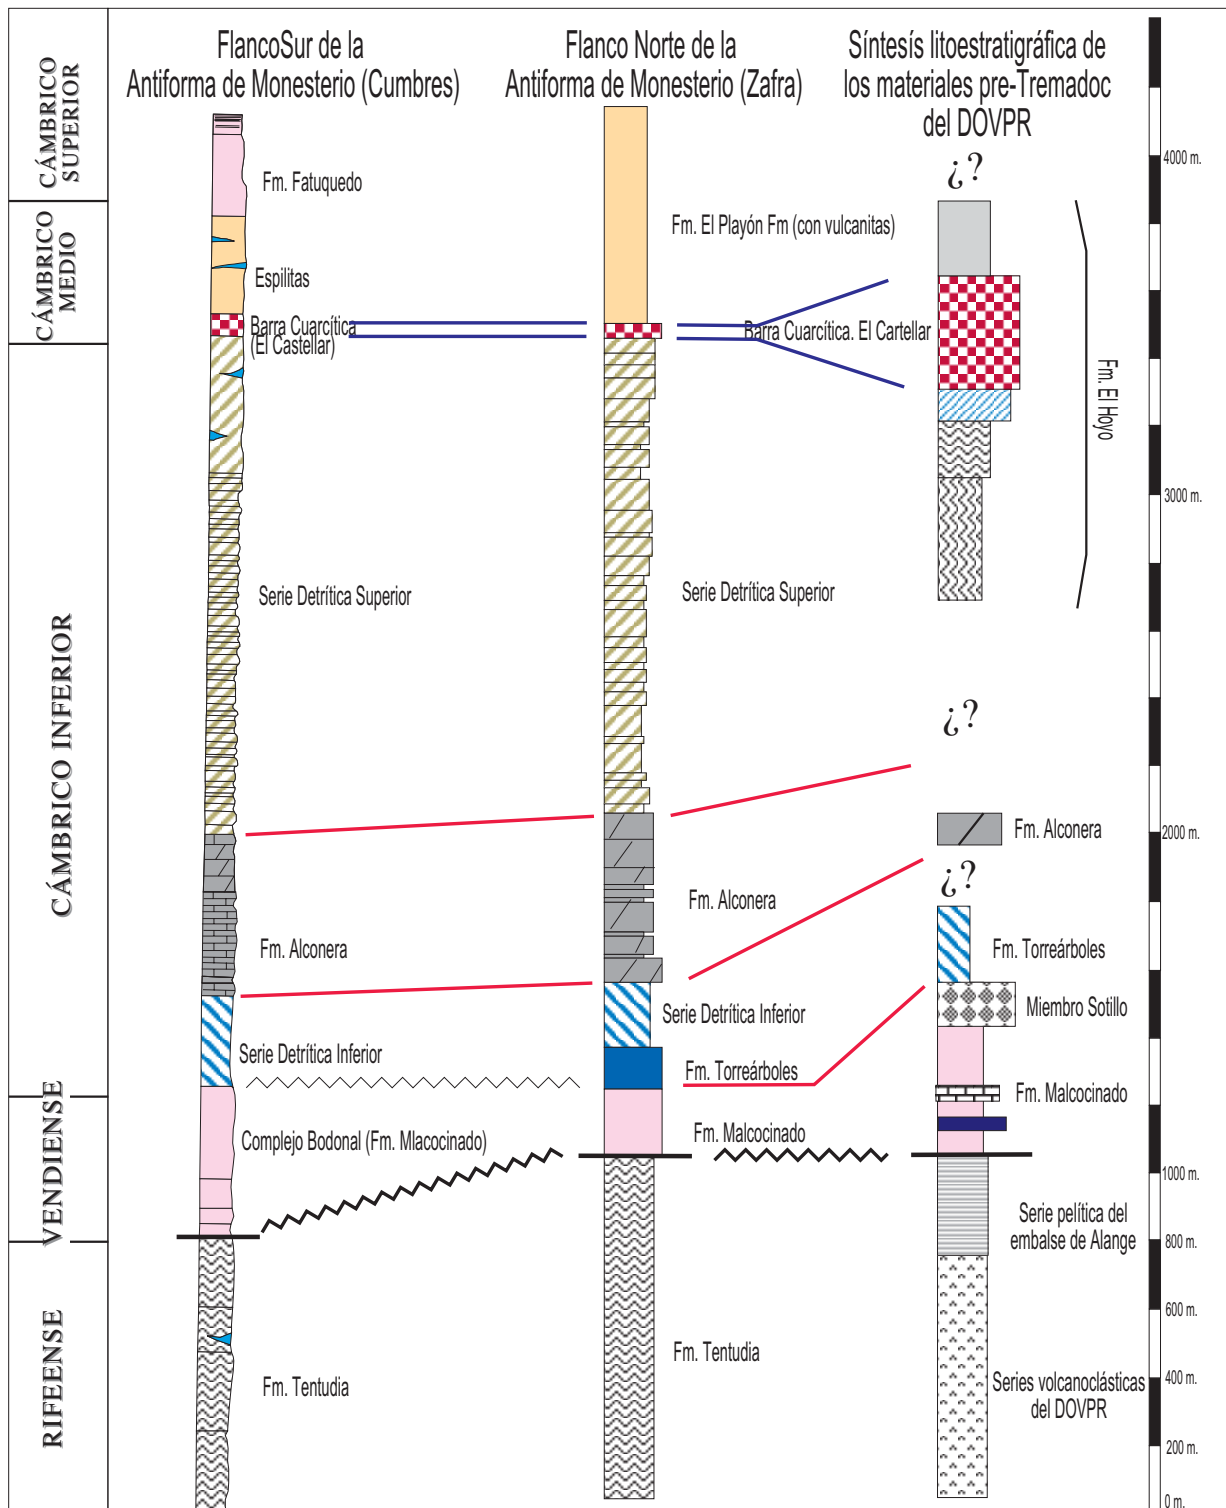 FlancoSur de la
Antiforma de Monesterio (Cumbres)
Flanco Norte de la
Antiforma de Monesterio (Zafra)
Síntesís litoestratigráfica de
los materiales pre-Tremadoc
del DOVPR
CÁMBRICO
SUPERIOR
CÁMBRICO
MEDIO
CÁMBRICO INFERIOR
VENDIENSE
RIFEENSE
Fm. Fatuquedo
Espilitas
Barra Cuarcítica
(El Castellar)
Serie Detrítica Superior
Fm. Alconera
Serie Detrítica Inferior
Complejo Bodonal (Fm. Mlacocinado)
Fm. Tentudia
Fm. El Playón Fm (con vulcanitas)
Barra Cuarcítica. El Cartellar
Serie Detrítica Superior
Fm. Alconera
Serie Detrítica Inferior
Fm. Torreárboles
Fm. Malcocinado
Fm. Tentudia
¿?
Fm. El Hoyo
¿?
Fm. Alconera
¿?
Fm. Torreárboles
Miembro Sotillo
Fm. Malcocinado
Serie pelítica del
embalse de Alange
Series volcanoclásticas
del DOVPR
4000 m.
3000 m.
2000 m.
1000 m.
800 m.
600 m.
400 m.
200 m.
0 m.